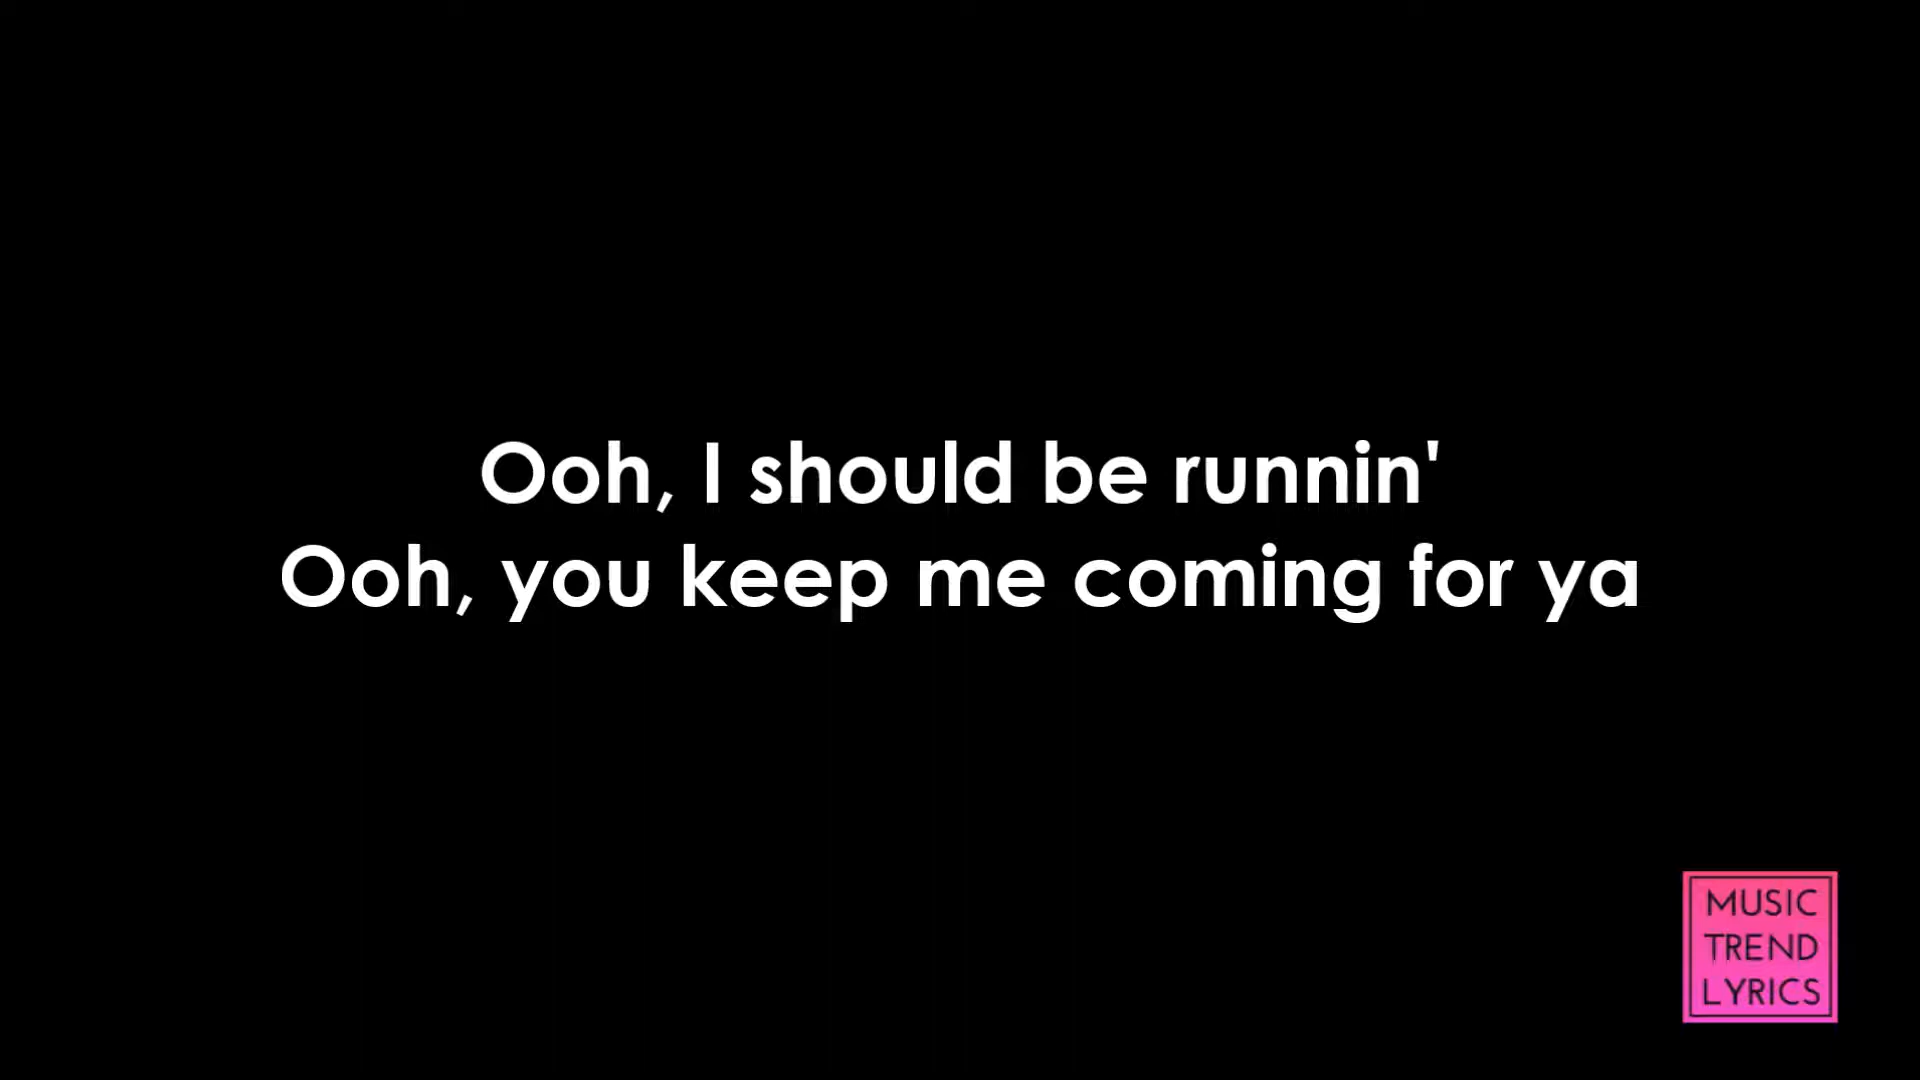 Ooh, I should be runnin'
Ooh, you keep me coming for ya
MUSIC
TREND
LYRICS